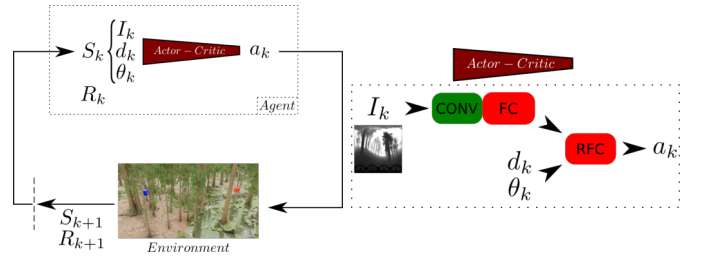 S_k { I_k
d_k
θ_k
Actor − Critic
a_k
R_k
Agent
S_{k+1}
R_{k+1}
Environment
Actor − Critic
I_k
CONV
FC
RFC
a_k
d_k
θ_k